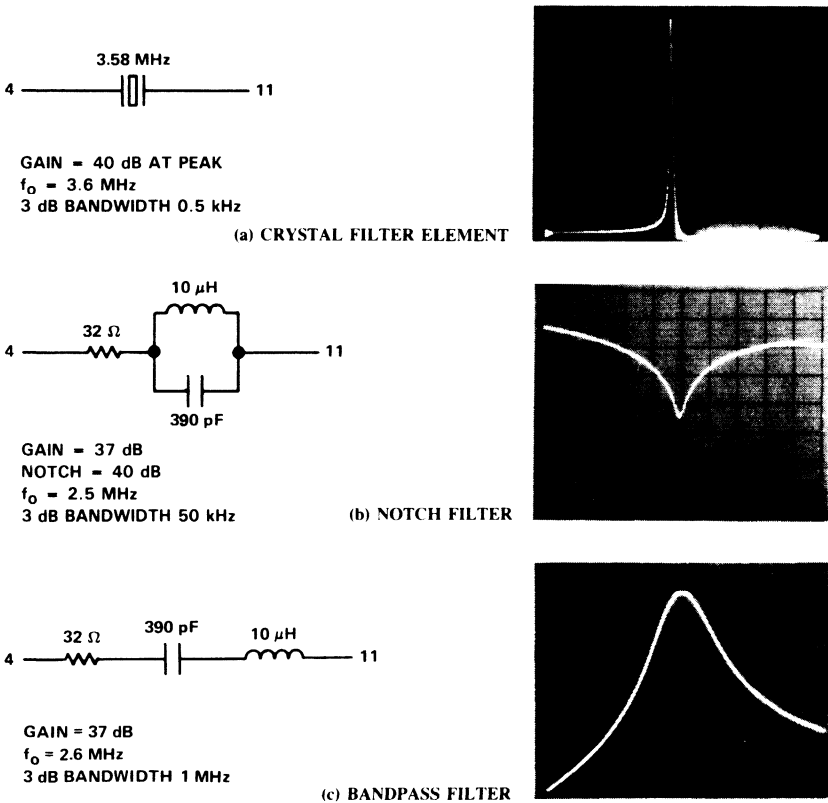 3.58 MHz
4
11
GAIN = 40 dB AT PEAK
fo = 3.6 MHz
3 dB BANDWIDTH 0.5 kHz
(a) CRYSTAL FILTER ELEMENT
10 μH
32 Ω
4
11
390 pF
GAIN = 37 dB
NOTCH = 40 dB
fo = 2.5 MHz
3 dB BANDWIDTH 50 kHz
(b) NOTCH FILTER
390 pF
32 Ω
10 μH
4
11
GAIN = 37 dB
fo = 2.6 MHz
3 dB BANDWIDTH 1 MHz
(c) BANDPASS FILTER